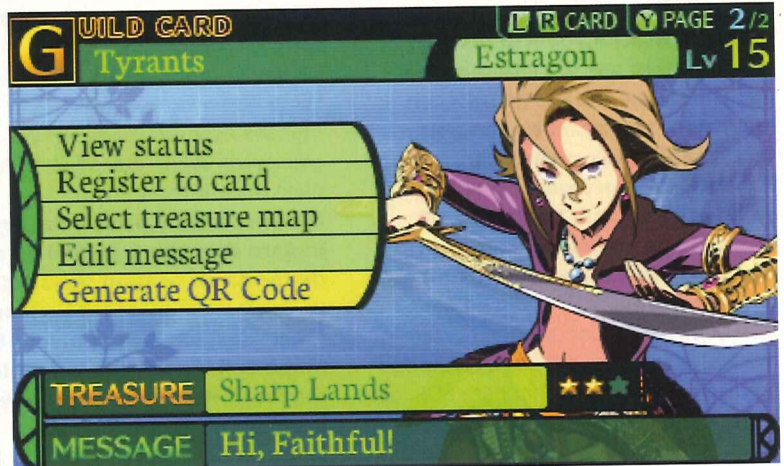 GUILD CARD
L R CARD Y PAGE 2/2
Tyrants
Estragon Lv 15
View status
Register to card
Select treasure map
Edit message
Generate QR Code
TREASURE Sharp Lands
MESSAGE Hi, Faithful!